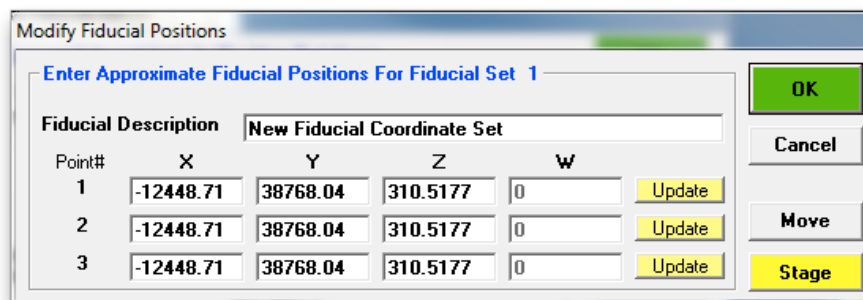 Modify Fiducial Positions
Enter Approximate Fiducial Positions For Fiducial Set 1
OK
Fiducial Description New Fiducial Coordinate Set
Cancel
Point# X Y Z W
1 -12448.71 38768.04 310.5177 0 Update
2 -12448.71 38768.04 310.5177 0 Update
Move
3 -12448.71 38768.04 310.5177 0 Update
Stage